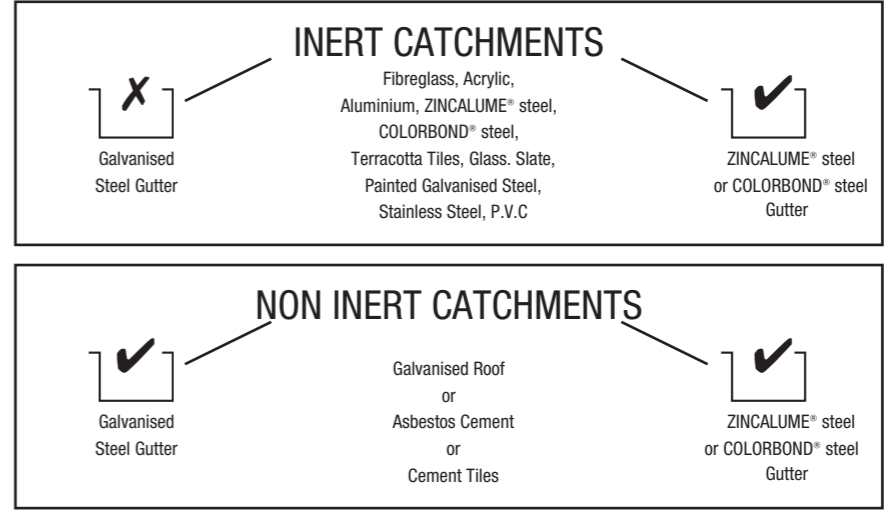 INERT CATCHMENTS
✗
Galvanised
Steel Gutter
Fibreglass, Acrylic,
Aluminium, ZINCALUME® steel,
COLORBOND® steel,
Terracotta Tiles, Glass. Slate,
Painted Galvanised Steel,
Stainless Steel, P.V.C
✔
ZINCALUME® steel
or COLORBOND® steel
Gutter
NON INERT CATCHMENTS
✔
Galvanised
Steel Gutter
Galvanised Roof
or
Asbestos Cement
or
Cement Tiles
✔
ZINCALUME® steel
or COLORBOND® steel
Gutter